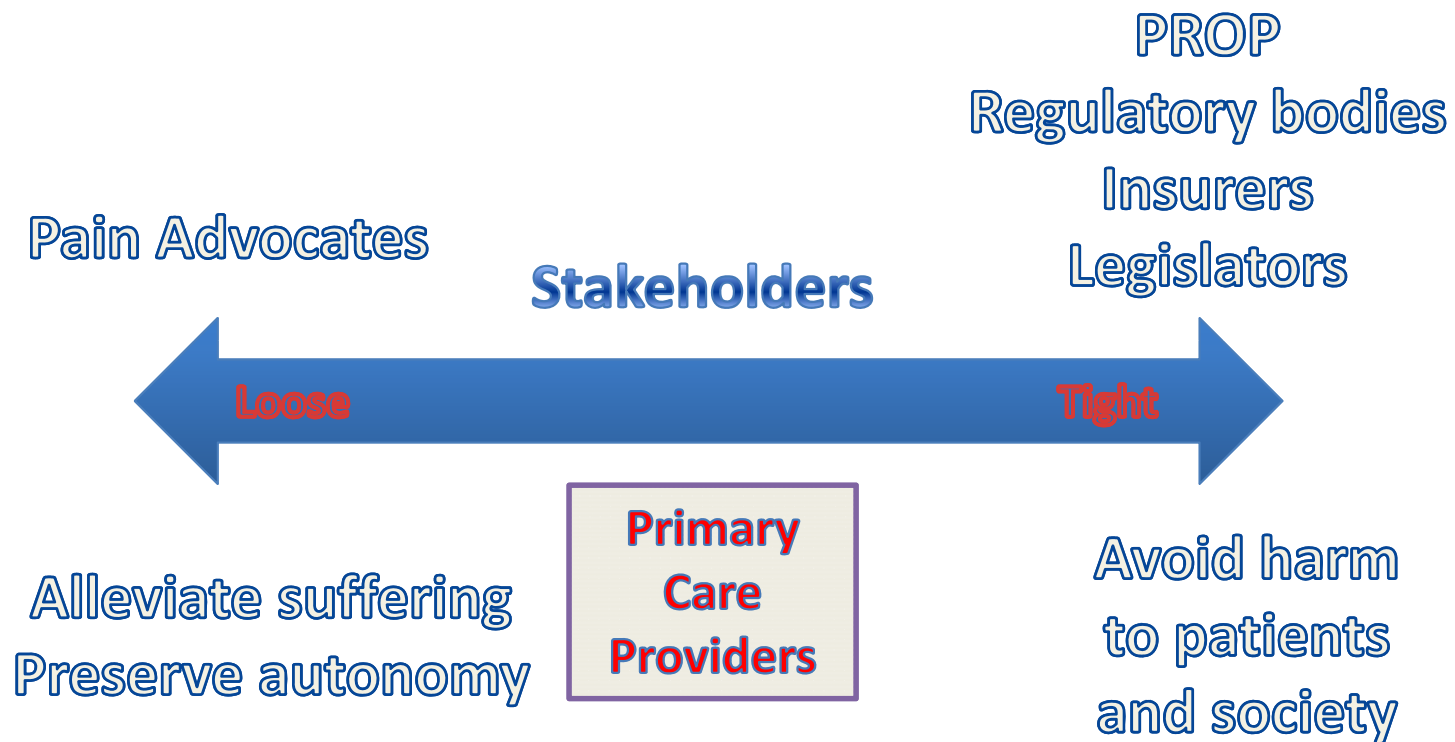 PROP
Regulatory bodies
Insurers
Legislators
Pain Advocates
Stakeholders
Loose
Tight
Primary
Care
Providers
Alleviate suffering
Preserve autonomy
Avoid harm
to patients
and society